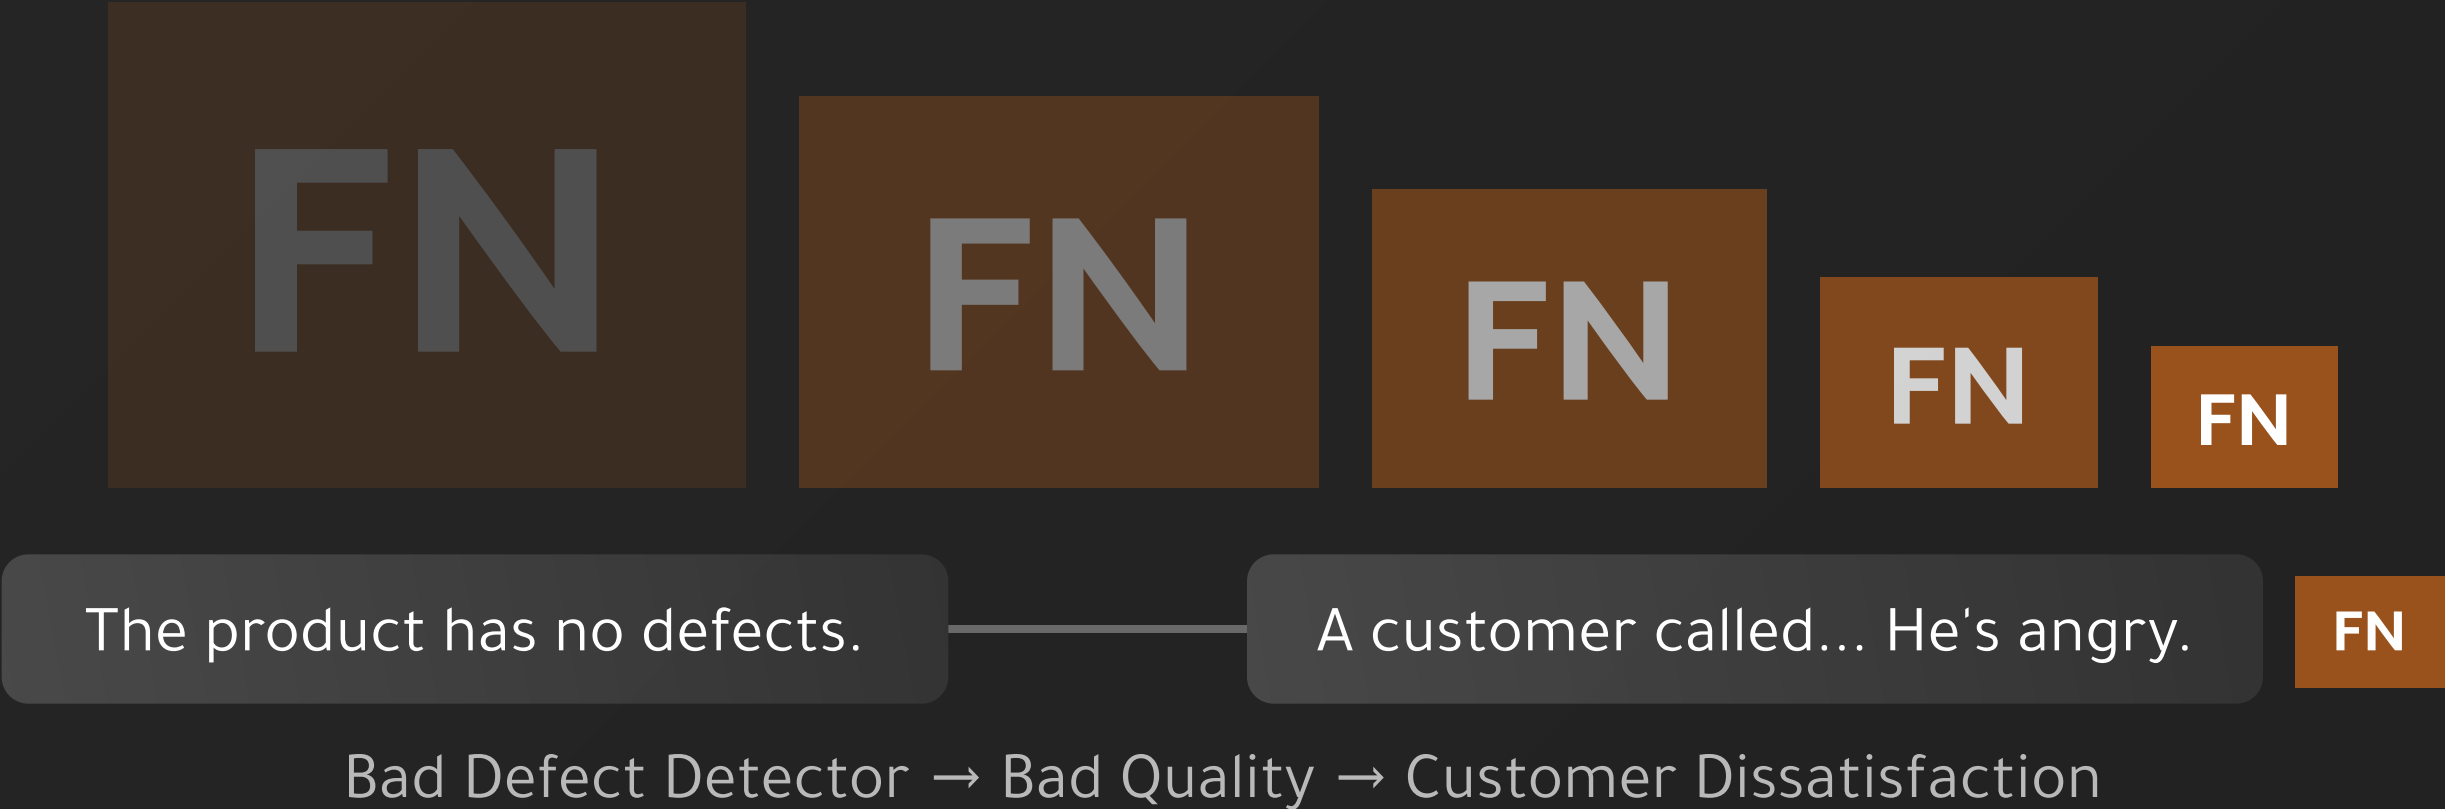 FN FN FN FN FN
The product has no defects. A customer called... He's angry. FN
Bad Defect Detector → Bad Quality → Customer Dissatisfaction